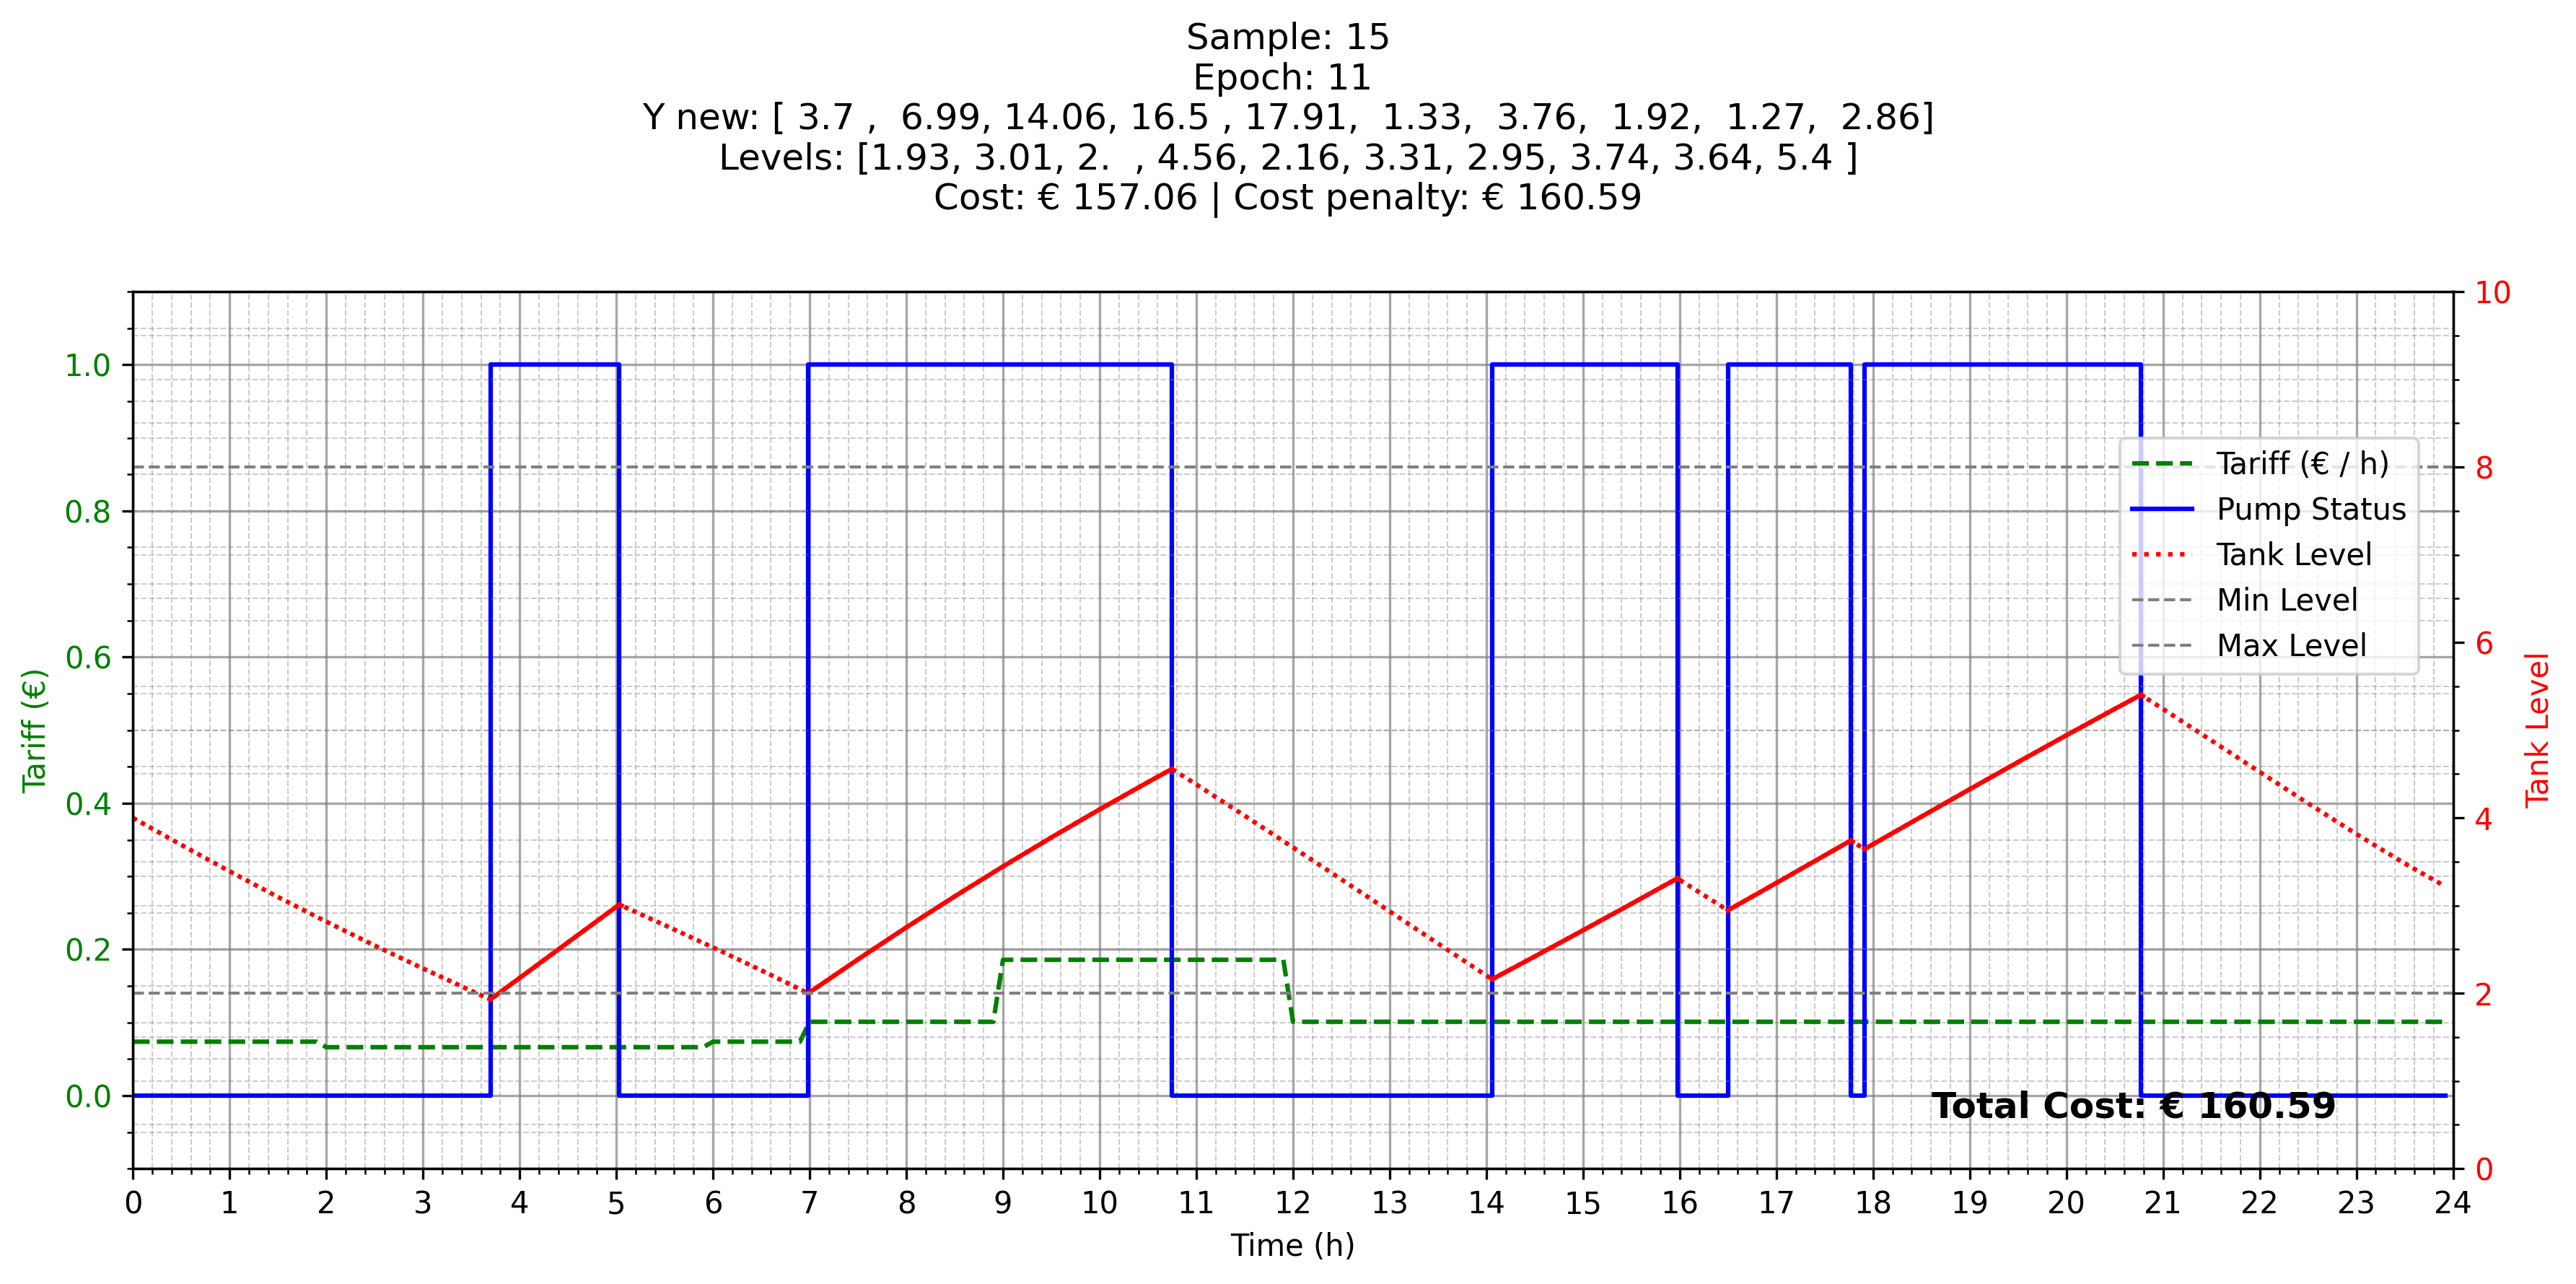 Sample: 15
Epoch: 11
Y new: [ 3.7 ,  6.99, 14.06, 16.5 , 17.91,  1.33,  3.76,  1.92,  1.27,  2.86]
Levels: [1.93, 3.01, 2.  , 4.56, 2.16, 3.31, 2.95, 3.74, 3.64, 5.4 ]
Cost: € 157.06 | Cost penalty: € 160.59
1.0
0.8
0.6
0.4
0.2
0.0
Tariff (€)
10
8
6
4
2
0
Tank Level
Tariff (€ / h)
Pump Status
Tank Level
Min Level
Max Level
Total Cost: € 160.59
0 1 2 3 4 5 6 7 8 9 10 11 12 13 14 15 16 17 18 19 20 21 22 23 24
Time (h)